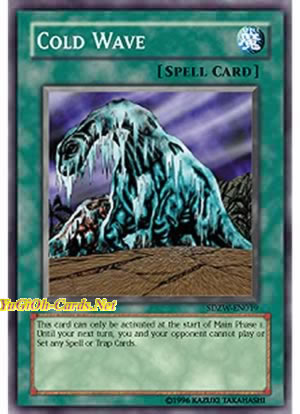 COLD WAVE
[SPELL CARD]
YuGiOh-Cards.Net
SDZW-EN019
This card can only be activated at the start of Main Phase 1.
Until your next turn, you and your opponent cannot play or
Set any Spell or Trap Cards.
©1996 KAZUKI TAKAHASHI